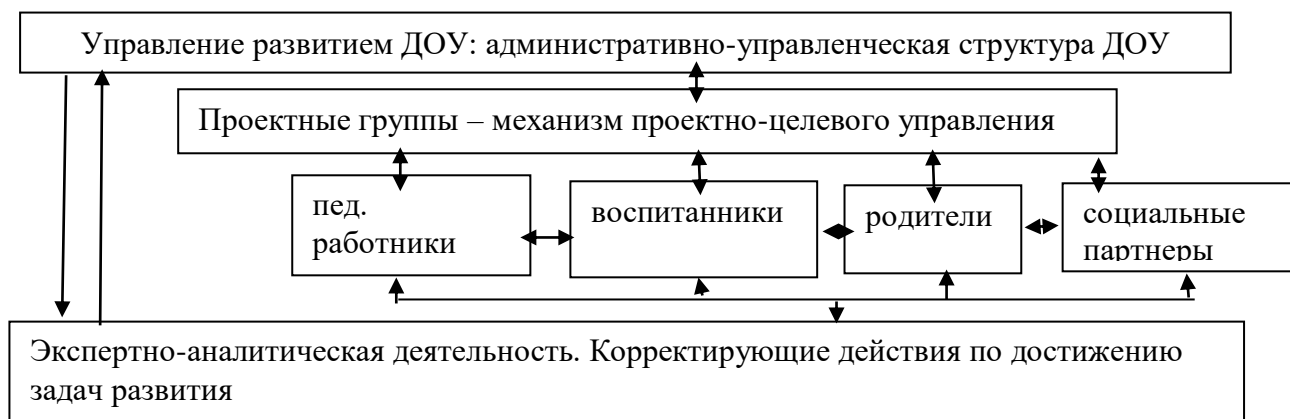 Управление развитием ДОУ: административно-управленческая структура ДОУ
Проектные группы – механизм проектно-целевого управления
пед.
работники
воспитанники
родители
социальные
партнеры
Экспертно-аналитическая деятельность. Корректирующие действия по достижению
задач развития